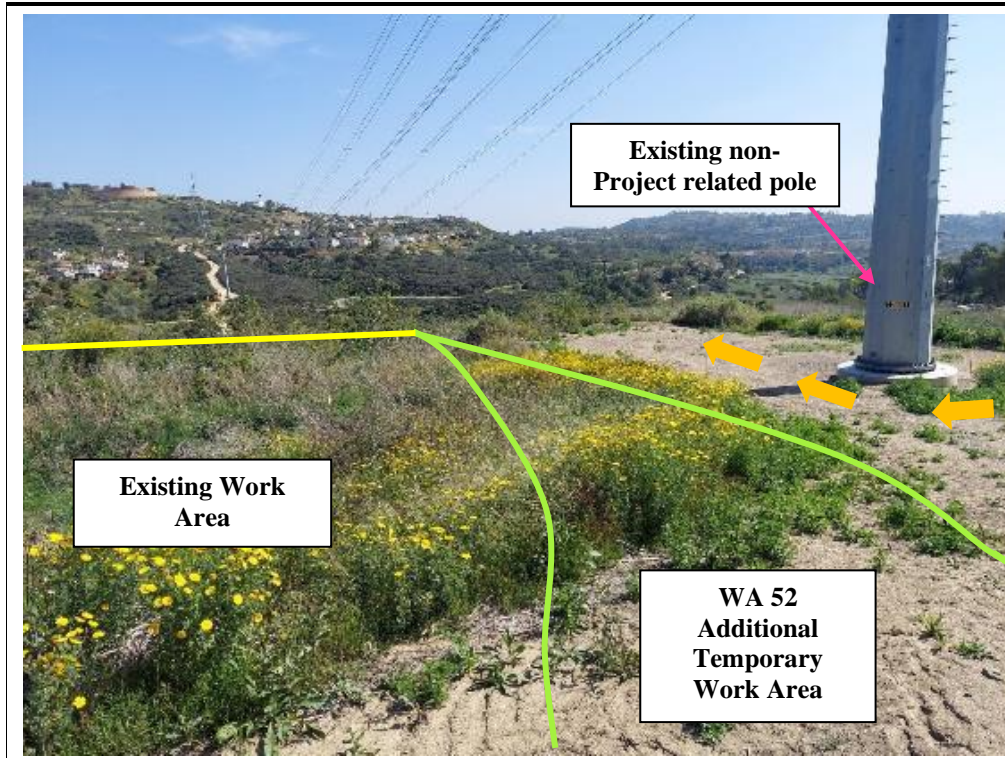 Existing non-
Project related pole
Existing Work
Area
WA 52
Additional
Temporary
Work Area